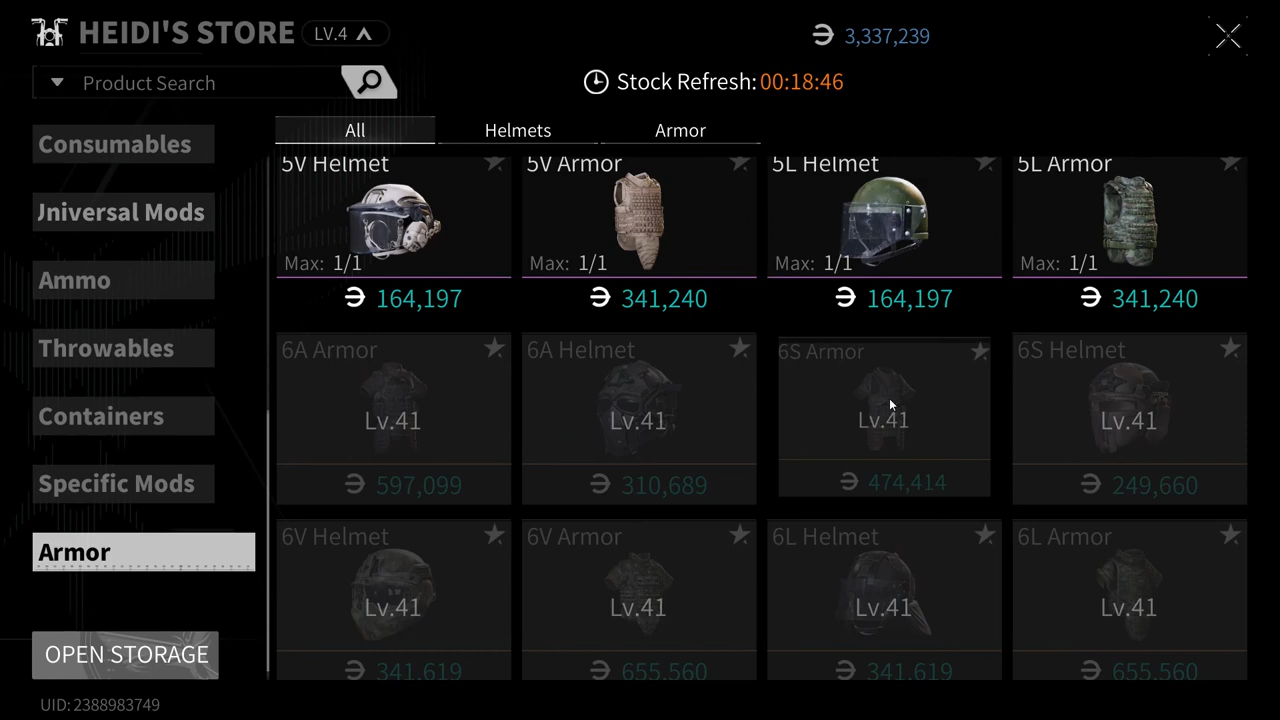 HEIDI'S STORE LV.4 3,337,239
Product Search
Stock Refresh: 00:18:46
All Helmets Armor
Consumables
Universal Mods
Ammo
Throwables
Containers
Specific Mods
Armor
5V Helmet 5V Armor 5L Helmet 5L Armor
Max: 1/1 Max: 1/1 Max: 1/1 Max: 1/1
164,197 341,240 164,197 341,240
6A Armor 6A Helmet 6S Armor 6S Helmet
Lv.41 Lv.41 Lv.41 Lv.41
597,099 310,689 474,414 249,660
6V Helmet 6V Armor 6L Helmet 6L Armor
Lv.41 Lv.41 Lv.41 Lv.41
341,619 655,560 341,619 655,560
OPEN STORAGE
UID: 2388983749